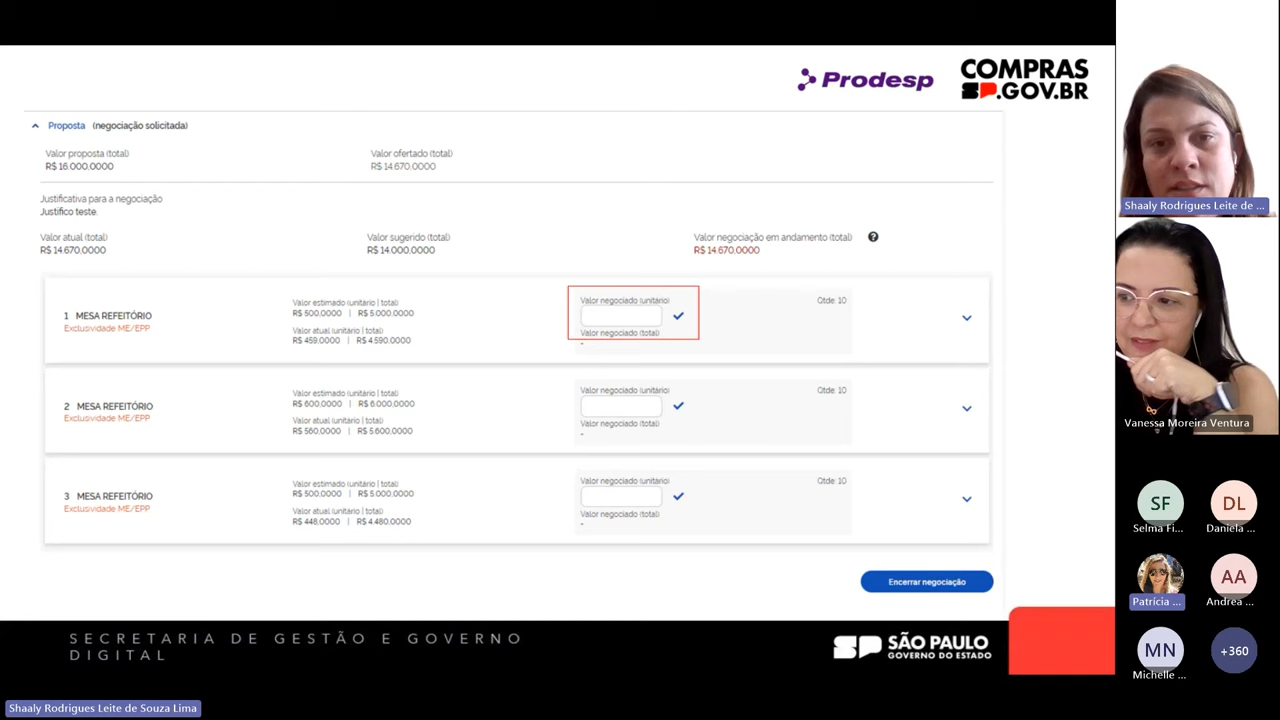 Prodesp
COMPRAS
SP.GOV.BR
Proposta (negociação solicitada)
Valor proposta (total)
R$ 16.000,0000
Valor ofertado (total)
R$ 14.670,0000
Justificativa para a negociação
Justifico teste.
Valor atual (total)
R$ 14.670,0000
Valor sugerido (total)
R$ 14.000,0000
Valor negociação em andamento (total)
R$ 14.670,0000
1 MESA REFEITÓRIO
Exclusividade ME/EPP
Valor estimado (unitário | total)
R$ 500,0000 | R$ 5.000,0000
Valor atual (unitário | total)
R$ 459,0000 | R$ 4.590,0000
Valor negociado (unitário)
Valor negociado (total)
-
Qtde: 10
2 MESA REFEITÓRIO
Exclusividade ME/EPP
Valor estimado (unitário | total)
R$ 600,0000 | R$ 6.000,0000
Valor atual (unitário | total)
R$ 560,0000 | R$ 5.600,0000
Valor negociado (unitário)
Valor negociado (total)
-
Qtde: 10
3 MESA REFEITÓRIO
Exclusividade ME/EPP
Valor estimado (unitário | total)
R$ 500,0000 | R$ 5.000,0000
Valor atual (unitário | total)
R$ 448,0000 | R$ 4.480,0000
Valor negociado (unitário)
Valor negociado (total)
-
Qtde: 10
Encerrar negociação
SECRETARIA DE GESTÃO E GOVERNO
DIGITAL
SP SÃO PAULO
GOVERNO DO ESTADO
Shaaly Rodrigues Leite de ...
Vanessa Moreira Ventura
SF
Selma Fi...
DL
Daniela ...
Patrícia ...
AA
Andrea ...
MN
Michelle ...
+360
Shaaly Rodrigues Leite de Souza Lima